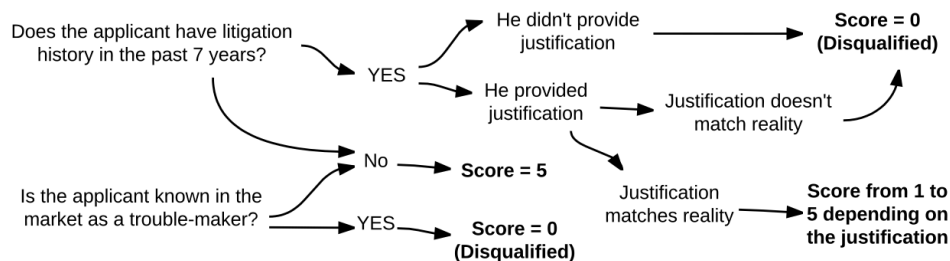 Does the applicant have litigation
history in the past 7 years?
YES
He didn't provide
justification
Score = 0
(Disqualified)
He provided
justification
Justification doesn't
match reality
No
Score = 5
Justification
matches reality
Score from 1 to
5 depending on
the justification
Is the applicant known in the
market as a trouble-maker?
YES
Score = 0
(Disqualified)